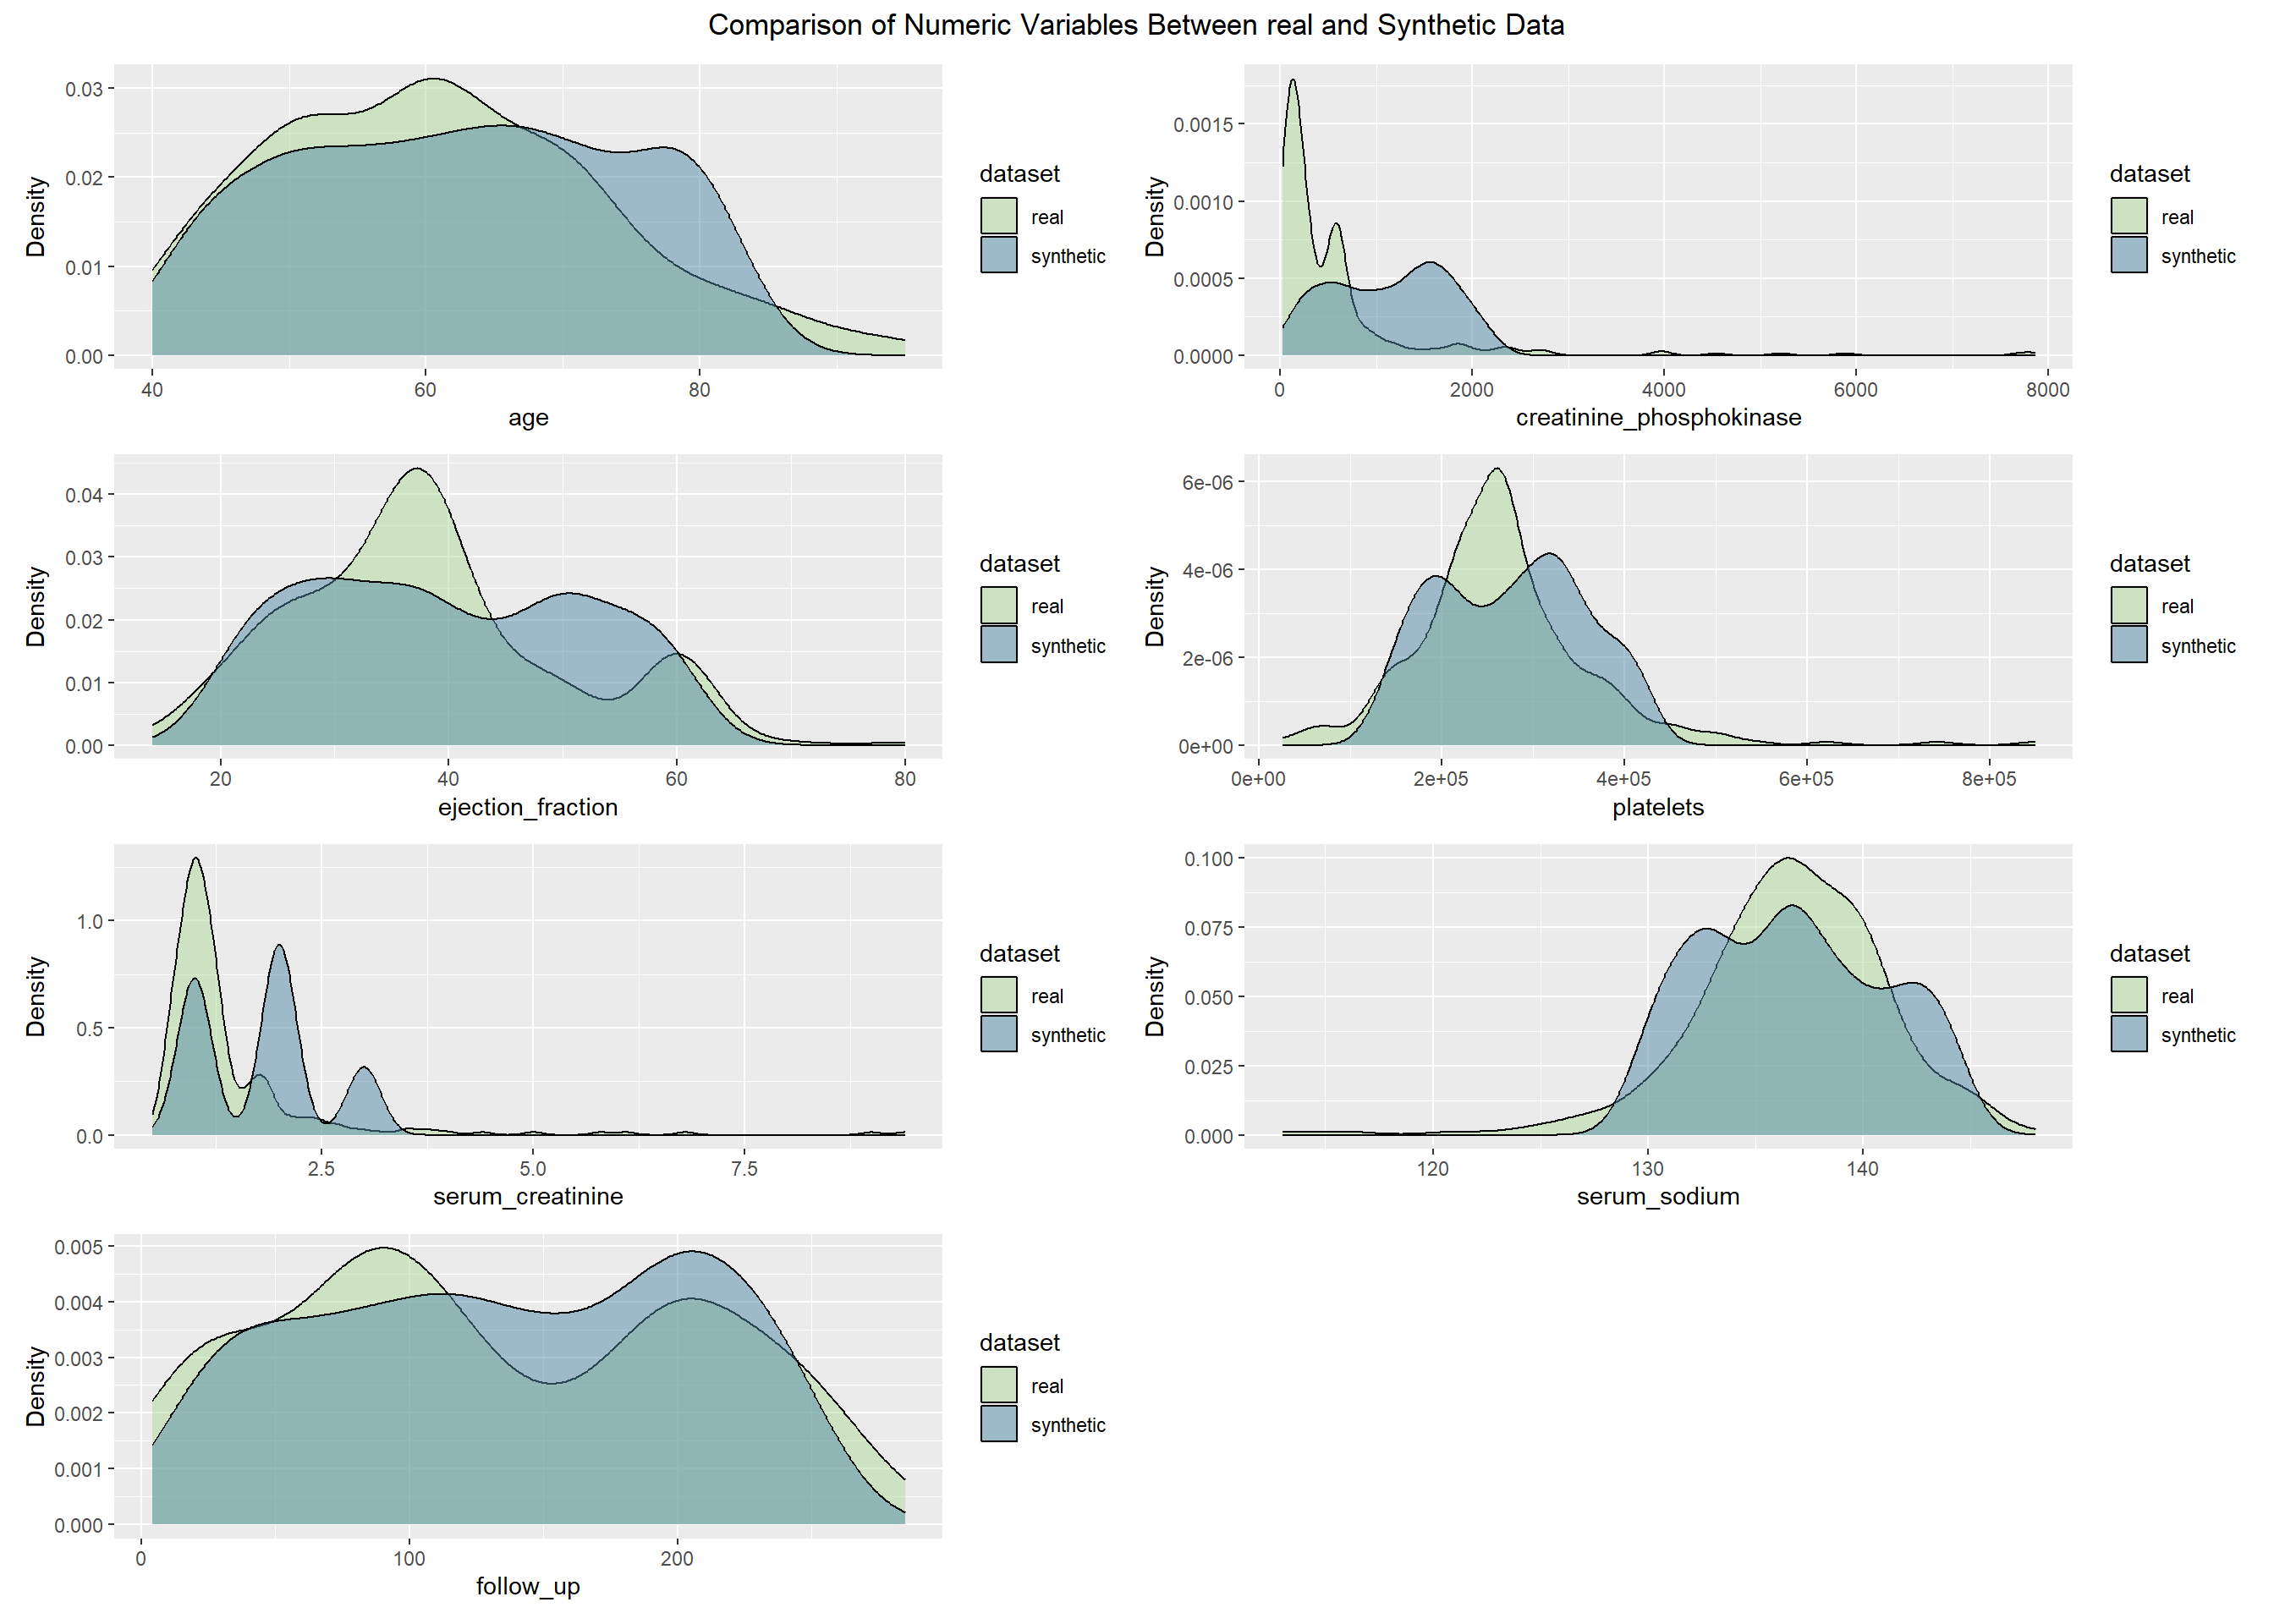 Comparison of Numeric Variables Between real and Synthetic Data
Density
0.03
0.02
0.01
0.00
40
60
80
age
dataset
real
synthetic
Density
0.0015
0.0010
0.0005
0.0000
0
2000
4000
6000
8000
creatinine_phosphokinase
dataset
real
synthetic
Density
0.04
0.03
0.02
0.01
0.00
20
40
60
80
ejection_fraction
dataset
real
synthetic
Density
6e-06
4e-06
2e-06
0e+00
0e+00
2e+05
4e+05
6e+05
8e+05
platelets
dataset
real
synthetic
Density
1.0
0.5
0.0
2.5
5.0
7.5
serum_creatinine
dataset
real
synthetic
Density
0.100
0.075
0.050
0.025
0.000
120
130
140
serum_sodium
dataset
real
synthetic
Density
0.005
0.004
0.003
0.002
0.001
0.000
0
100
200
follow_up
dataset
real
synthetic